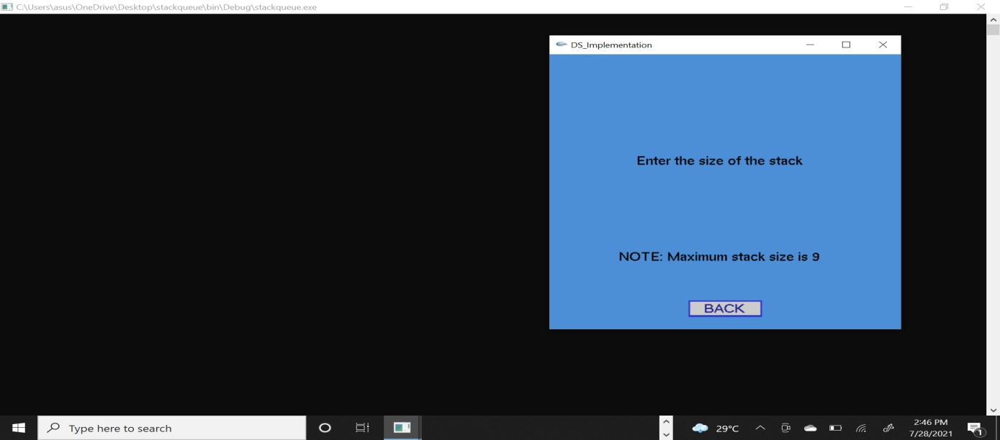 C:\Users\asus\OneDrive\Desktop\stackqueue\bin\Debug\stackqueue.exe
DS_Implementation
Enter the size of the stack
NOTE: Maximum stack size is 9
BACK
Type here to search
29°C
2:46 PM
7/28/2021
1